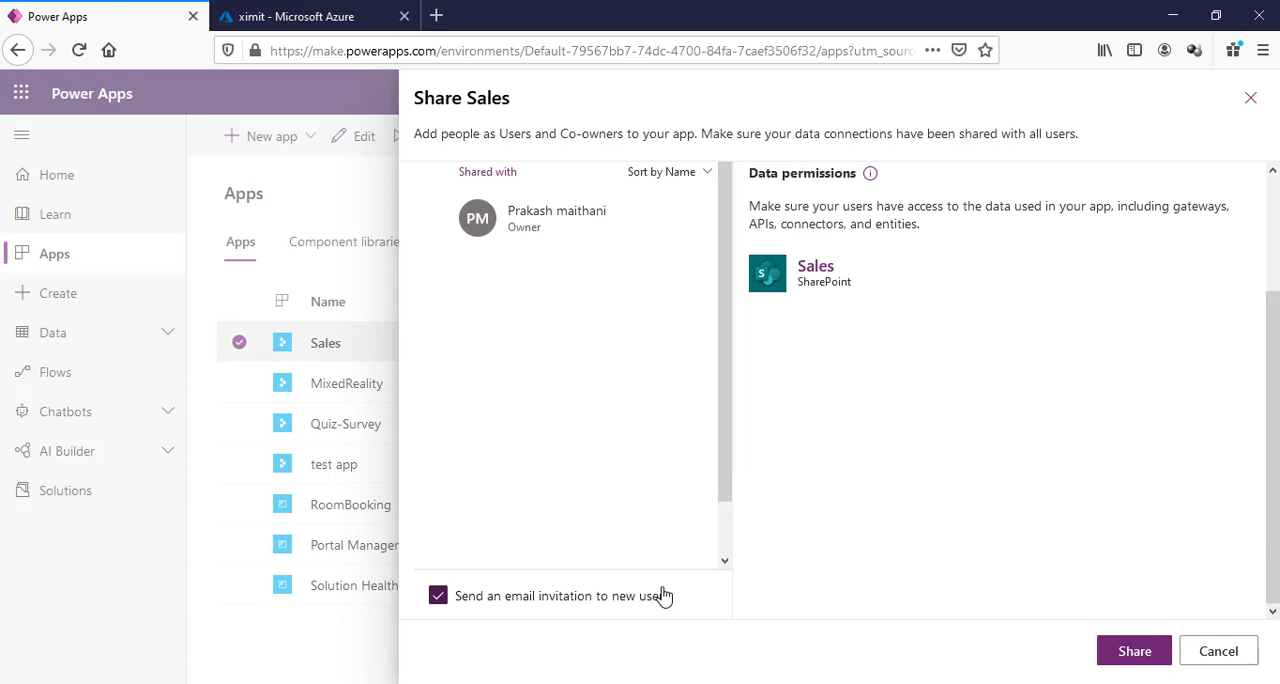 Power Apps
ximit - Microsoft Azure
https://make.powerapps.com/environments/Default-79567bb7-74dc-4700-84fa-7caef3506f32/apps?utm_sourc
Power Apps
Home
Learn
Apps
Create
Data
Flows
Chatbots
AI Builder
Solutions
New app
Edit
Apps
Apps
Component librarie
Name
Sales
MixedReality
Quiz-Survey
test app
RoomBooking
Portal Manager
Solution Health
Share Sales
Add people as Users and Co-owners to your app. Make sure your data connections have been shared with all users.
Shared with
Sort by Name
PM
Prakash maithani
Owner
Send an email invitation to new users
Data permissions
Make sure your users have access to the data used in your app, including gateways,
APIs, connectors, and entities.
S
Sales
SharePoint
Share
Cancel